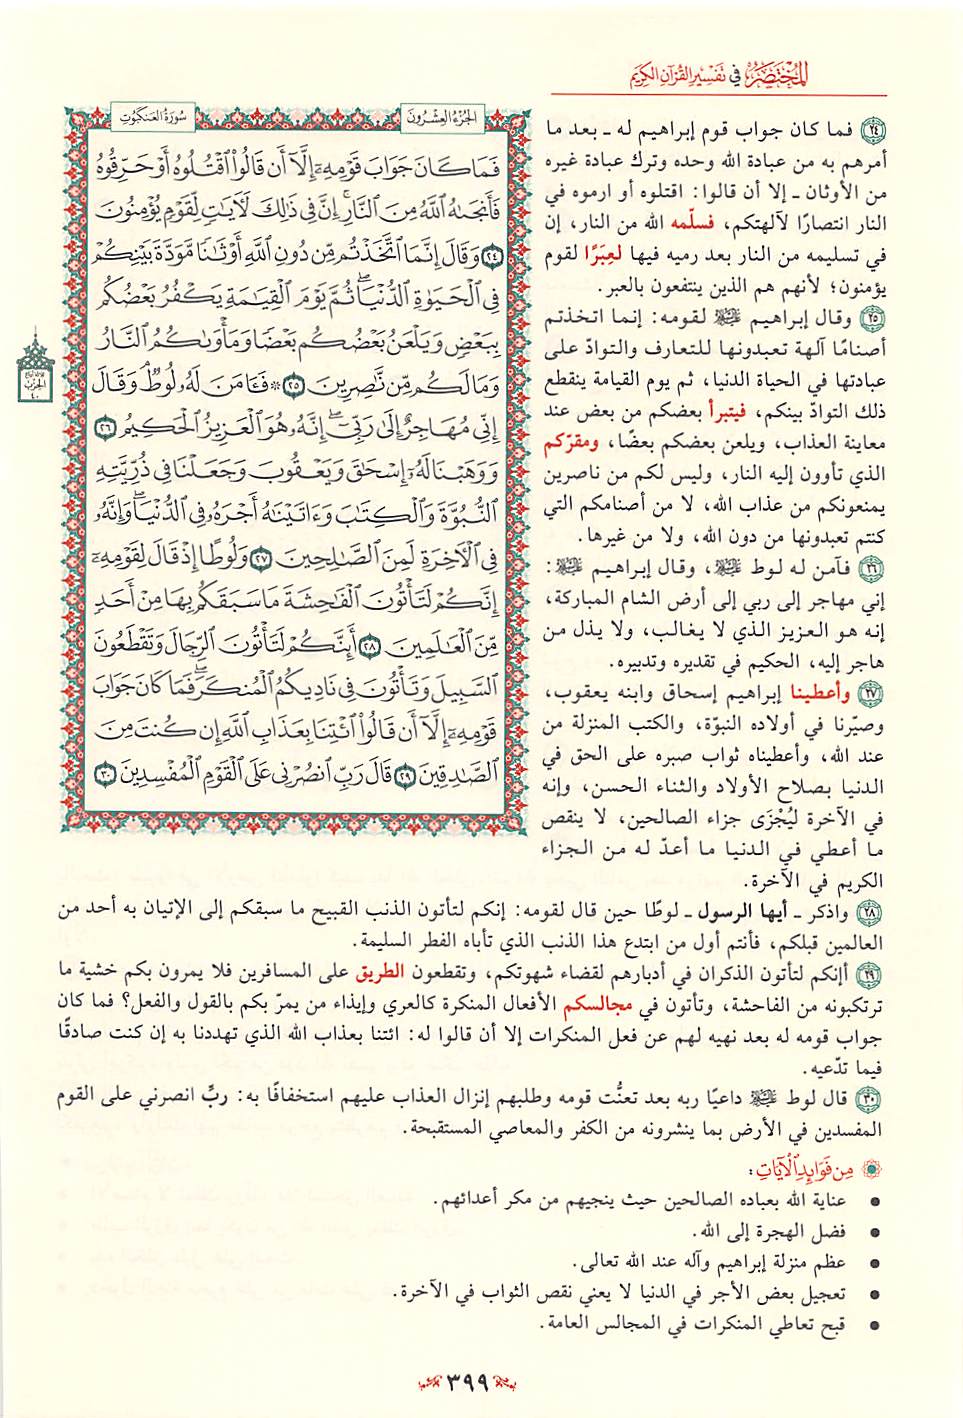 المختصر في تفسير القرآن الكريم
الجزء العشرون
سورة العنكبوت
فَمَا كَانَ جَوَابَ قَوْمِهِۦٓ إِلَّآ أَن قَالُوا۟ ٱقْتُلُوهُ أَوْ حَرِّقُوهُ
فَأَنجَىٰهُ ٱللَّهُ مِنَ ٱلنَّارِ ۚ إِنَّ فِى ذَٰلِكَ لَـَٔايَـٰتٍ لِّقَوْمٍ يُؤْمِنُونَ
٢٤ وَقَالَ إِنَّمَا ٱتَّخَذْتُم مِّن دُونِ ٱللَّهِ أَوْثَـٰنًا مَّوَدَّةَ بَيْنِكُمْ
فِى ٱلْحَيَوٰةِ ٱلدُّنْيَا ۖ ثُمَّ يَوْمَ ٱلْقِيَـٰمَةِ يَكْفُرُ بَعْضُكُم
بِبَعْضٍ وَيَلْعَنُ بَعْضُكُم بَعْضًا وَمَأْوَىٰكُمُ ٱلنَّارُ
وَمَا لَكُم مِّن نَّـٰصِرِينَ ٢٥ ۞ فَـَٔامَنَ لَهُۥ لُوطٌ ۘ وَقَالَ
إِنِّى مُهَاجِرٌ إِلَىٰ رَبِّىٓ ۖ إِنَّهُۥ هُوَ ٱلْعَزِيزُ ٱلْحَكِيمُ ٢٦
وَوَهَبْنَا لَهُۥٓ إِسْحَـٰقَ وَيَعْقُوبَ وَجَعَلْنَا فِى ذُرِّيَّتِهِ
ٱلنُّبُوَّةَ وَٱلْكِتَـٰبَ وَءَاتَيْنَـٰهُ أَجْرَهُۥ فِى ٱلدُّنْيَا ۖ وَإِنَّهُۥ
فِى ٱلْـَٔاخِرَةِ لَمِنَ ٱلصَّـٰلِحِينَ ٢٧ وَلُوطًا إِذْ قَالَ لِقَوْمِهِۦٓ
إِنَّكُمْ لَتَأْتُونَ ٱلْفَـٰحِشَةَ مَا سَبَقَكُم بِهَا مِنْ أَحَدٍ
مِّنَ ٱلْعَـٰلَمِينَ ٢٨ أَئِنَّكُمْ لَتَأْتُونَ ٱلرِّجَالَ وَتَقْطَعُونَ
ٱلسَّبِيلَ وَتَأْتُونَ فِى نَادِيكُمُ ٱلْمُنكَرَ ۖ فَمَا كَانَ جَوَابَ
قَوْمِهِۦٓ إِلَّآ أَن قَالُوا۟ ٱئْتِنَا بِعَذَابِ ٱللَّهِ إِن كُنتَ مِنَ
ٱلصَّـٰدِقِينَ ٢٩ قَالَ رَبِّ ٱنصُرْنِى عَلَى ٱلْقَوْمِ ٱلْمُفْسِدِينَ ٣٠
الحزب
٤٠
٢٤ فما كان جواب قوم إبراهيم له ـ بعد ما
أمرهم به من عبادة الله وحده وترك عبادة غيره
من الأوثان ـ إلا أن قالوا: اقتلوه أو ارموه في
النار انتصارًا لآلهتكم، فسلّمه الله من النار، إن
في تسليمه من النار بعد رميه فيها لعِبَرًا لقوم
يؤمنون؛ لأنهم هم الذين ينتفعون بالعبر.
٢٥ وقال إبراهيم ﵇ لقومه: إنما اتخذتم
أصنامًا آلهة تعبدونها للتعارف والتوادّ على
عبادتها في الحياة الدنيا، ثم يوم القيامة ينقطع
ذلك التوادّ بينكم، فيتبرأ بعضكم من بعض عند
معاينة العذاب، ويلعن بعضكم بعضًا، ومقرّكم
الذي تأوون إليه النار، وليس لكم من ناصرين
يمنعونكم من عذاب الله، لا من أصنامكم التي
كنتم تعبدونها من دون الله، ولا من غيرها.
٢٦ فآمن له لوط ﵇، وقال إبراهيم ﵇:
إني مهاجر إلى ربي إلى أرض الشام المباركة،
إنه هو العزيز الذي لا يغالب، ولا يذل من
هاجر إليه، الحكيم في تقديره وتدبيره.
٢٧ وأعطينا إبراهيم إسحاق وابنه يعقوب،
وصيّرنا في أولاده النبوّة، والكتب المنزلة من
عند الله، وأعطيناه ثواب صبره على الحق في
الدنيا بصلاح الأولاد والثناء الحسن، وإنه
في الآخرة ليُجْزَى جزاء الصالحين، لا ينقص
ما أعطي في الدنيا ما أعدّ له من الجزاء
الكريم في الآخرة.
٢٨ واذكر ـ أيها الرسول ـ لوطًا حين قال لقومه: إنكم لتأتون الذنب القبيح ما سبقكم إلى الإتيان به أحد من
العالمين قبلكم، فأنتم أول من ابتدع هذا الذنب الذي تأباه الفطر السليمة.
٢٩ أإنكم لتأتون الذكران في أدبارهم لقضاء شهوتكم، وتقطعون الطريق على المسافرين فلا يمرون بكم خشية ما
ترتكبونه من الفاحشة، وتأتون في مجالسكم الأفعال المنكرة كالعري وإيذاء من يمرّ بكم بالقول والفعل؟ فما كان
جواب قومه له بعد نهيه لهم عن فعل المنكرات إلا أن قالوا له: ائتنا بعذاب الله الذي تهددنا به إن كنت صادقًا
فيما تدّعيه.
٣٠ قال لوط ﵇ داعيًا ربه بعد تعنُّت قومه وطلبهم إنزال العذاب عليهم استخفافًا به: ربِّ انصرني على القوم
المفسدين في الأرض بما ينشرونه من الكفر والمعاصي المستقبحة.
من فوائد الآيات:
• عناية الله بعباده الصالحين حيث ينجيهم من مكر أعدائهم.
• فضل الهجرة إلى الله.
• عظم منزلة إبراهيم وآله عند الله تعالى.
• تعجيل بعض الأجر في الدنيا لا يعني نقص الثواب في الآخرة.
• قبح تعاطي المنكرات في المجالس العامة.
٣٩٩